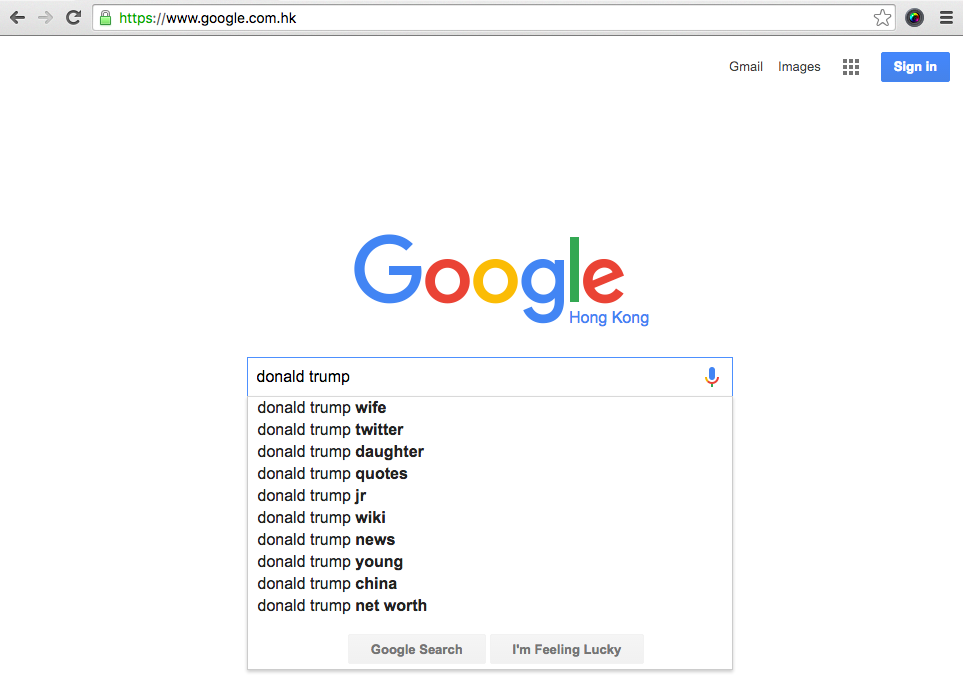 https://www.google.com.hk
Gmail Images Sign in
Google
Hong Kong
donald trump
donald trump wife
donald trump twitter
donald trump daughter
donald trump quotes
donald trump jr
donald trump wiki
donald trump news
donald trump young
donald trump china
donald trump net worth
Google Search I'm Feeling Lucky